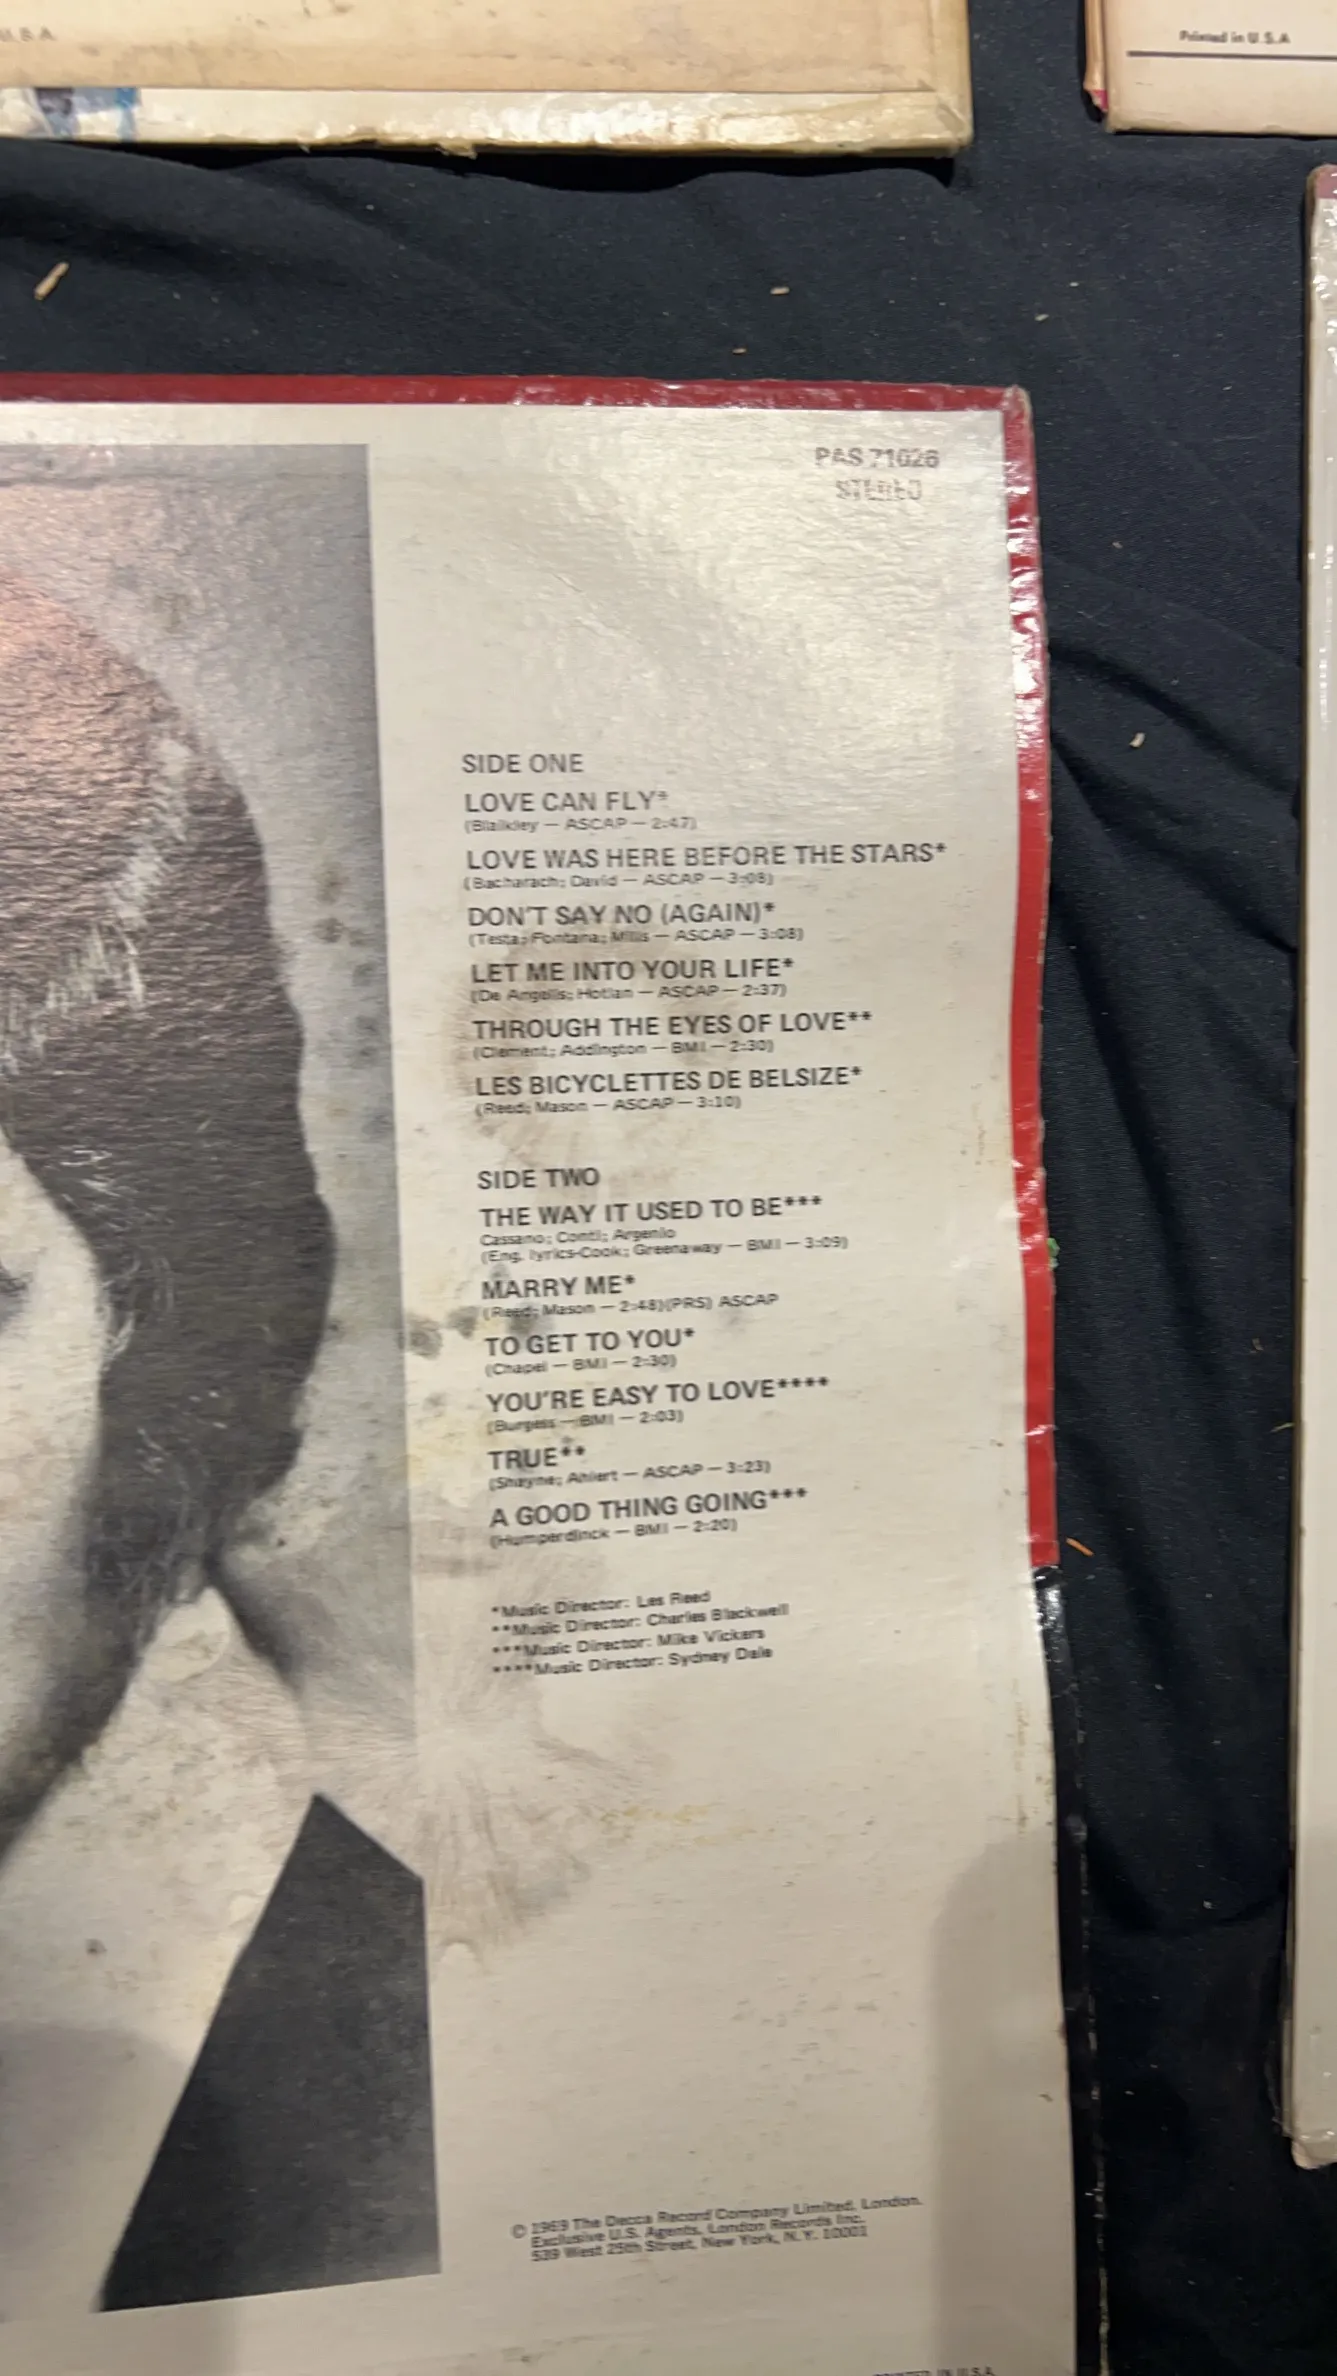 U.S.A.
Printed in U.S.A
PAS 71026
STEREO
SIDE ONE
LOVE CAN FLY*
(Blaikley — ASCAP — 2:47)
LOVE WAS HERE BEFORE THE STARS*
(Bacharach; David — ASCAP — 3:08)
DON'T SAY NO (AGAIN)*
(Testa; Fontana; Mills — ASCAP — 3:08)
LET ME INTO YOUR LIFE*
(De Angelis; Hotlan — ASCAP — 2:37)
THROUGH THE EYES OF LOVE**
(Clement; Addington — BMI — 2:30)
LES BICYCLETTES DE BELSIZE*
(Reed; Mason — ASCAP — 3:10)
SIDE TWO
THE WAY IT USED TO BE***
Cassano; Conti; Argenio
(Eng. lyrics-Cook; Greenaway — BMI — 3:09)
MARRY ME*
(Reed; Mason — 2:48)(PRS) ASCAP
TO GET TO YOU*
(Chapel — BMI — 2:30)
YOU'RE EASY TO LOVE****
(Burgess — BMI — 2:03)
TRUE**
(Shayne; Ahlert — ASCAP — 3:23)
A GOOD THING GOING***
(Humperdinck — BMI — 2:20)
*Music Director: Les Reed
**Music Director: Charles Blackwell
***Music Director: Mike Vickers
****Music Director: Sydney Dale
© 1969 The Decca Record Company Limited, London.
Exclusive U.S. Agents, London Records Inc.
539 West 25th Street, New York, N.Y. 10001
PRINTED IN U.S.A.